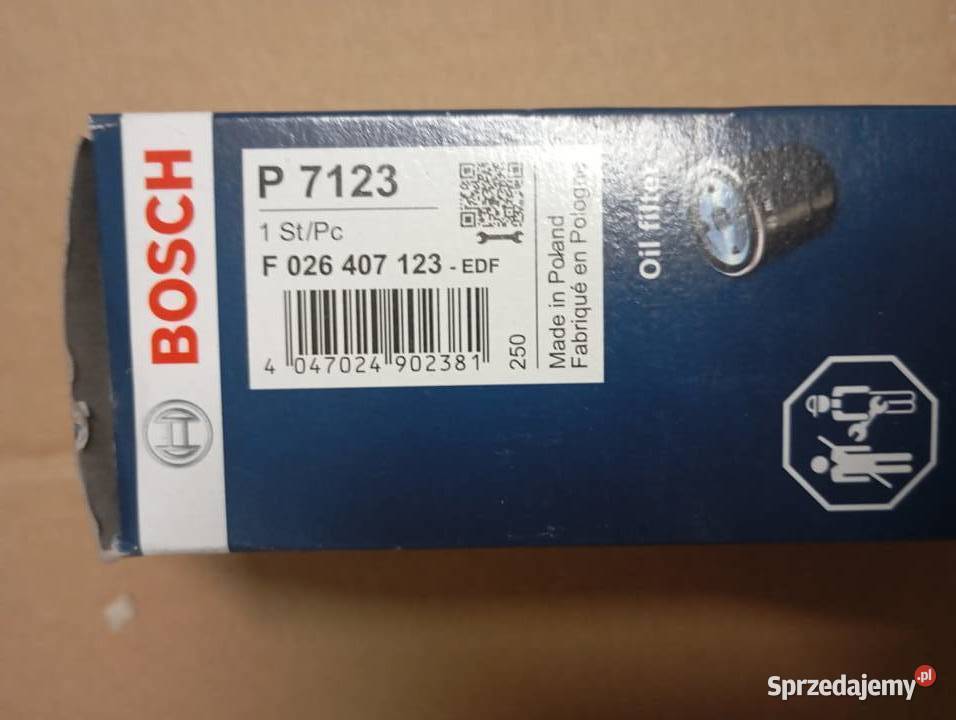 BOSCH
P 7123
1 St/Pc
F 026 407 123 - EDF
4 047024 902381
250
Made in Poland
Fabriqué en Pologne
Oil filter
Sprzedajemy.pl